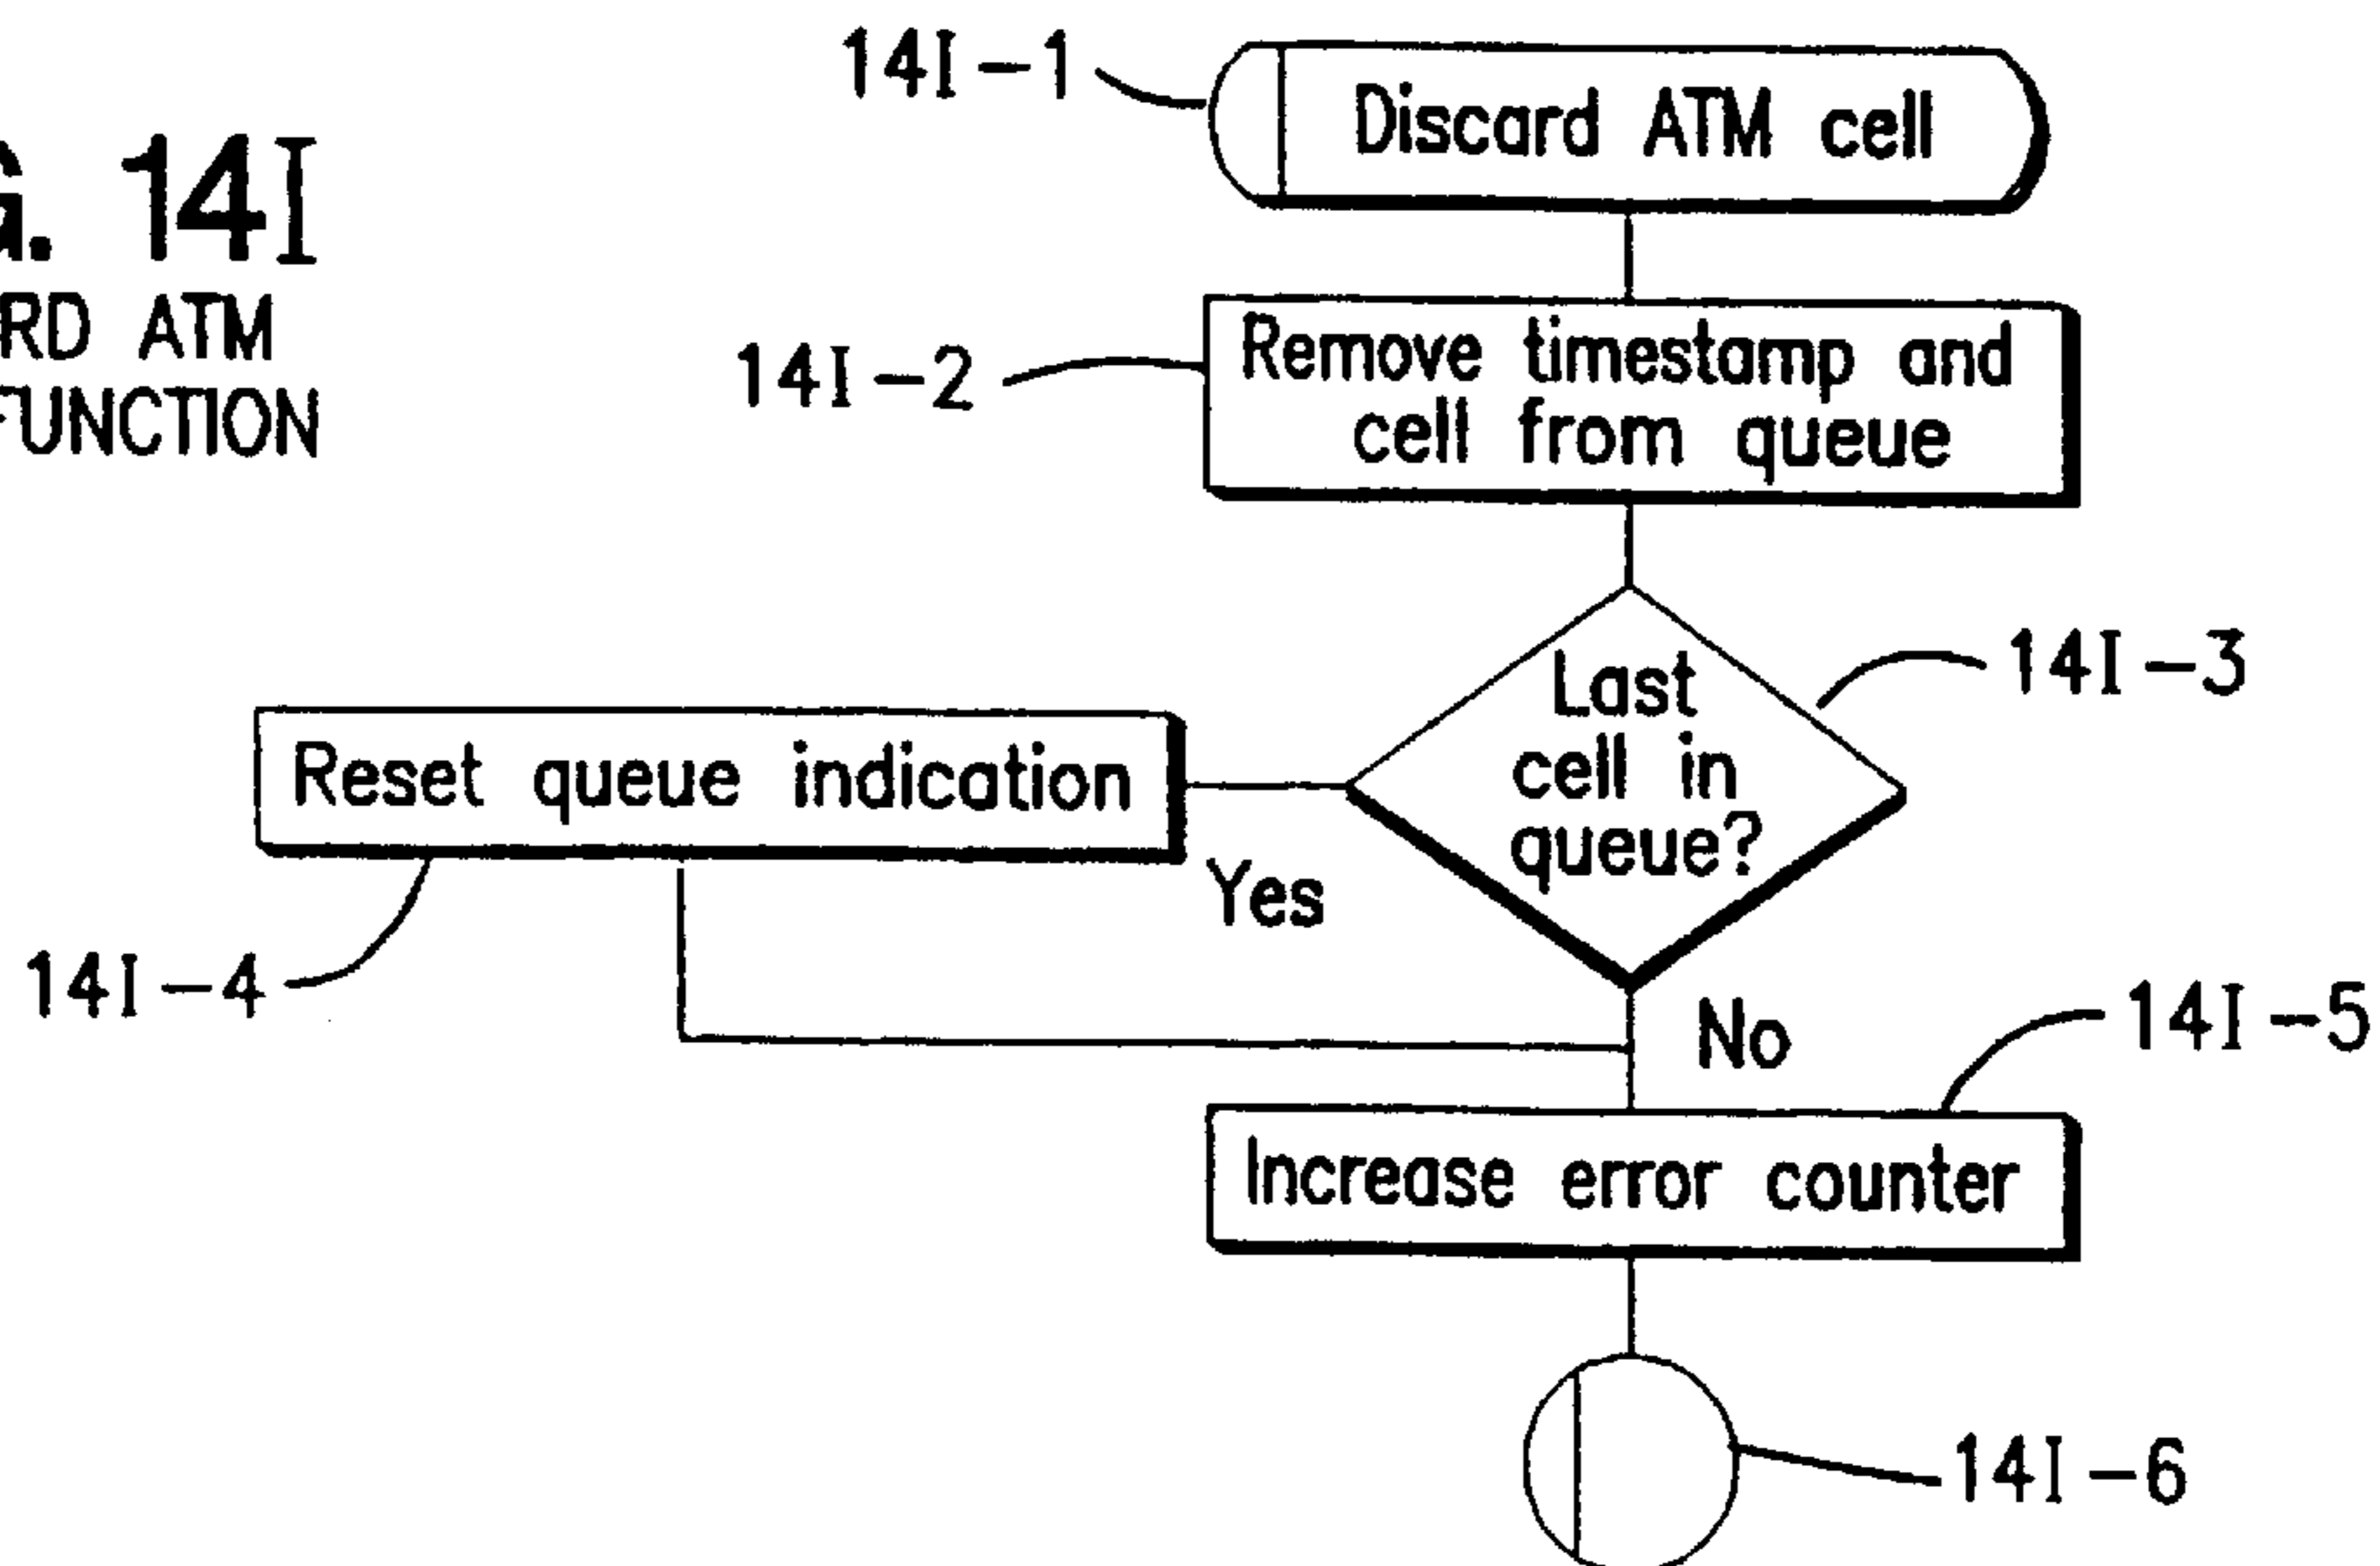 14I-1
Discard ATM cell
G. 14I
RD ATM
FUNCTION
14I-2
Remove timestamp and
cell from queue
14I-3
Last
cell in
queue?
Reset queue indication
Yes
14I-4
No
14I-5
Increase error counter
14I-6